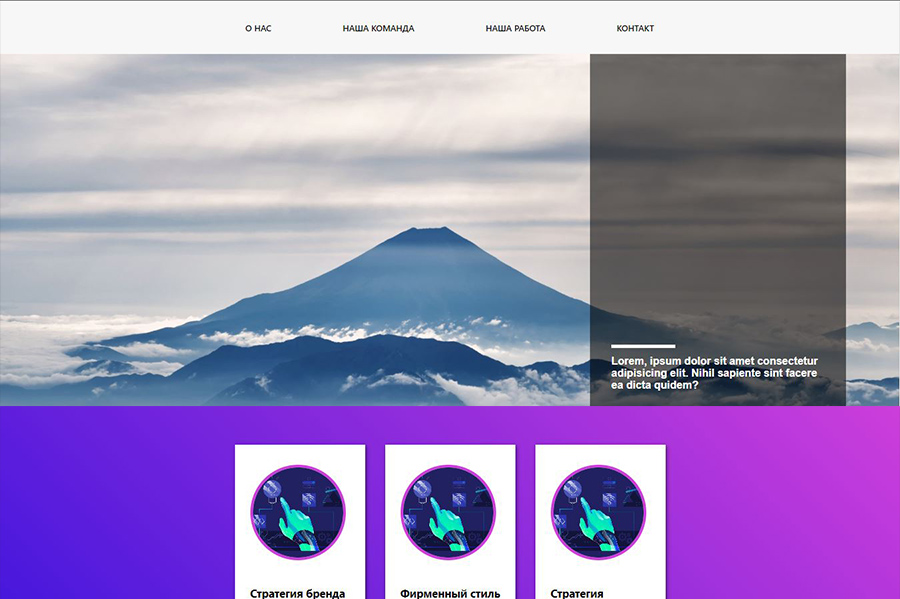 О НАС НАША КОМАНДА НАША РАБОТА КОНТАКТ
Lorem, ipsum dolor sit amet consectetur
adipisicing elit. Nihil sapiente sint facere
ea dicta quidem?
Стратегия бренда Фирменный стиль Стратегия